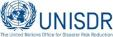 UNISDR
The United Nations Office for Disaster Risk Reduction